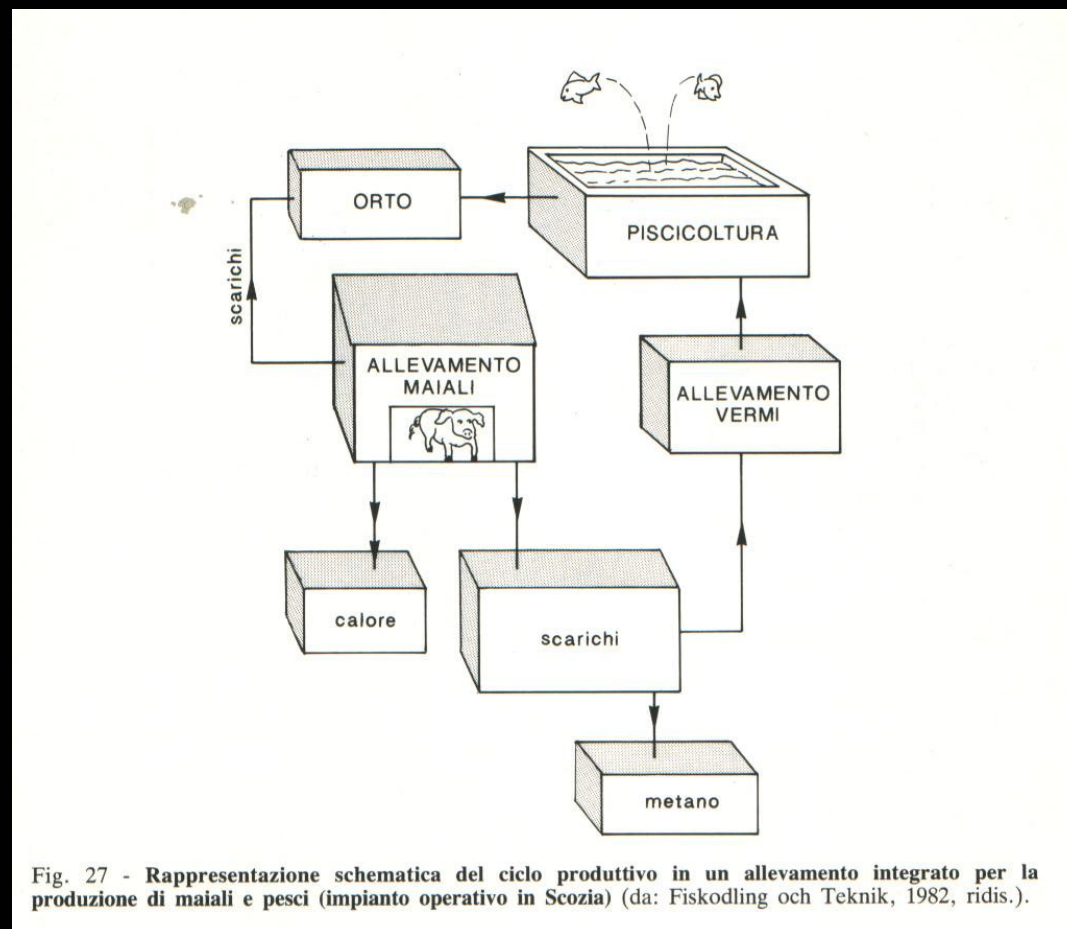 ORTO
PISCICOLTURA
scarichi
ALLEVAMENTO
MAIALI
ALLEVAMENTO
VERMI
calore
scarichi
metano
Fig. 27 - Rappresentazione schematica del ciclo produttivo in un allevamento integrato per la
produzione di maiali e pesci (impianto operativo in Scozia) (da: Fiskodling och Teknik, 1982, ridis.).